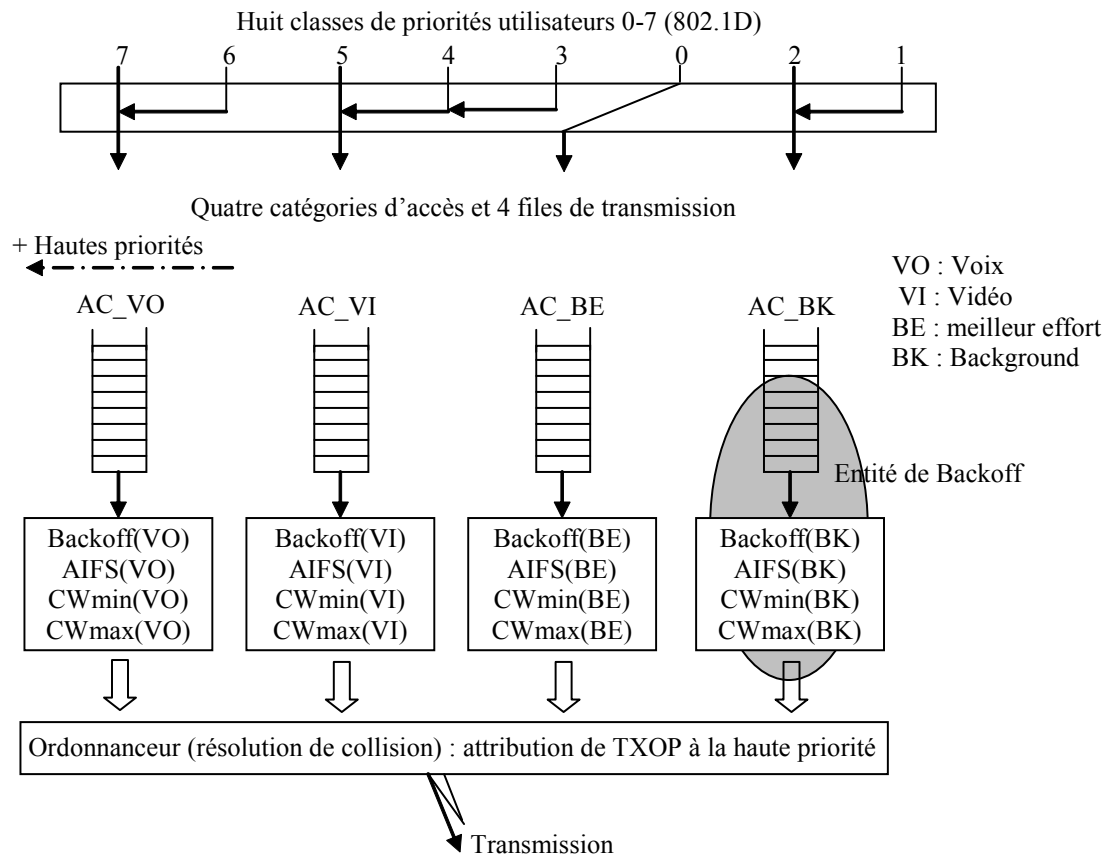 Huit classes de priorités utilisateurs 0-7 (802.1D)
7 6 5 4 3 0 2 1
Quatre catégories d'accès et 4 files de transmission
+ Hautes priorités
VO : Voix
VI : Vidéo
BE : meilleur effort
BK : Background
AC_VO AC_VI AC_BE AC_BK
Entité de Backoff
Backoff(VO)
AIFS(VO)
CWmin(VO)
CWmax(VO)
Backoff(VI)
AIFS(VI)
CWmin(VI)
CWmax(VI)
Backoff(BE)
AIFS(BE)
CWmin(BE)
CWmax(BE)
Backoff(BK)
AIFS(BK)
CWmin(BK)
CWmax(BK)
Ordonnanceur (résolution de collision) : attribution de TXOP à la haute priorité
Transmission